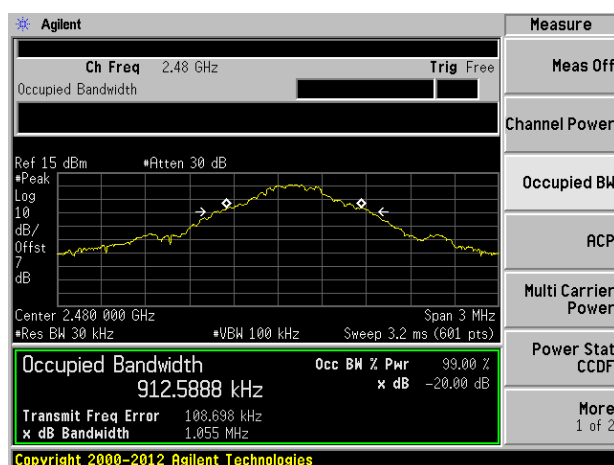 Agilent
Measure
Ch Freq 2.48 GHz Trig Free
Occupied Bandwidth
Meas Off
Channel Power
Occupied BW
ACP
Multi Carrier
Power
Power Stat
CCDF
More
1 of 2
Ref 15 dBm #Atten 30 dB
#Peak
Log
10
dB/
Offst
7
dB
Center 2.480 000 GHz Span 3 MHz
#Res BW 30 kHz #VBW 100 kHz Sweep 3.2 ms (601 pts)
Occupied Bandwidth Occ BW % Pwr 99.00 %
912.5888 kHz x dB -20.00 dB
Transmit Freq Error 108.698 kHz
x dB Bandwidth 1.055 MHz
Copyright 2000-2012 Agilent Technologies